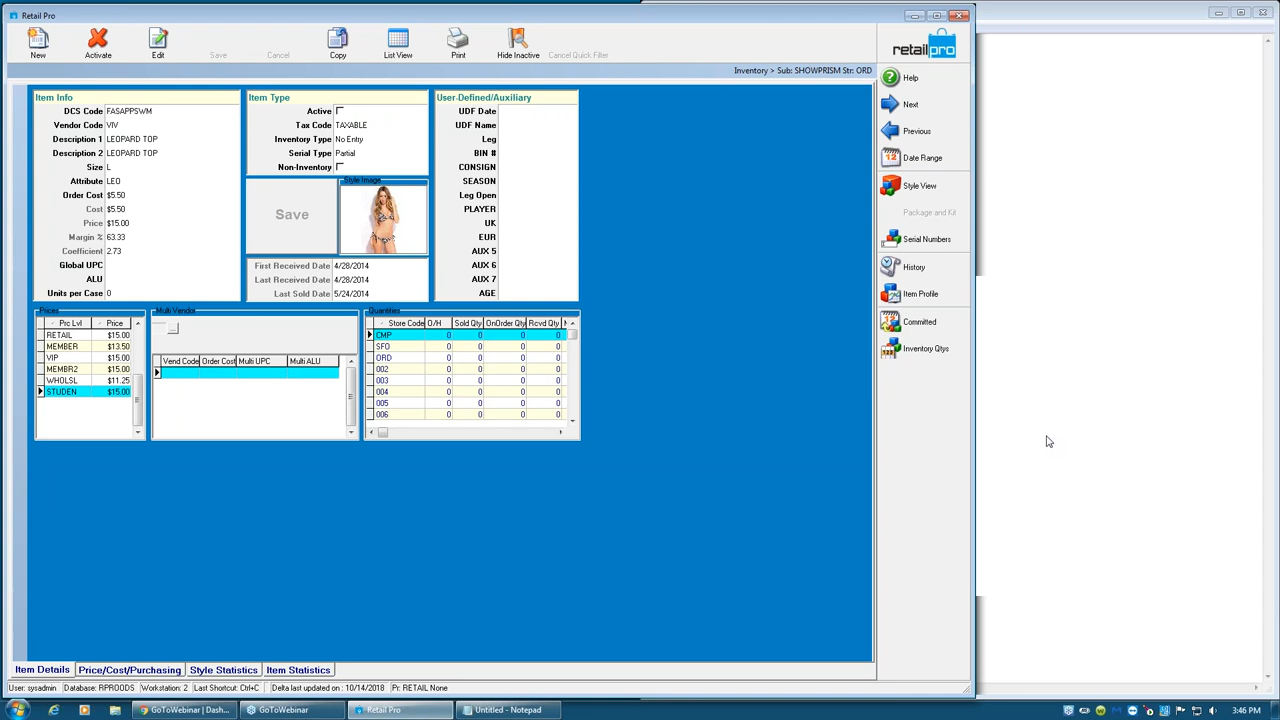 Retail Pro
New
Activate
Edit
Save
Cancel
Copy
List View
Print
Hide Inactive
Cancel Quick Filter
retailpro
Inventory > Sub: SHOWPRISM Str: ORD
Item Info
DCS Code FASAPPSWM
Vendor Code VIV
Description 1 LEOPARD TOP
Description 2 LEOPARD TOP
Size L
Attribute LEO
Order Cost $5.50
Cost $5.50
Price $15.00
Margin % 63.33
Coefficient 2.73
Global UPC
ALU
Units per Case 0
Item Type
Active
Tax Code TAXABLE
Inventory Type No Entry
Serial Type Partial
Non-Inventory
Save
Style Image
First Received Date 4/28/2014
Last Received Date 4/28/2014
Last Sold Date 5/24/2014
User-Defined/Auxiliary
UDF Date
UDF Name
Leg
BIN #
CONSIGN
SEASON
Leg Open
PLAYER
UK
EUR
AUX 5
AUX 6
AUX 7
AGE
Prices
Prc Lvl Price
RETAIL $15.00
MEMBER $13.50
VIP $15.00
MEMBR2 $15.00
WHOLSL $11.25
STUDEN $15.00
Multi Vendor
...
Vend Code Order Cost Multi UPC Multi ALU
Quantities
Store Code O/H Sold Qty OnOrder Qty Rcvd Qty
CMP 0 0 0 0
SFO 0 0 0 0
ORD 0 0 0 0
002 0 0 0 0
003 0 0 0 0
004 0 0 0 0
005 0 0 0 0
006 0 0 0 0
Help
Next
Previous
12 Date Range
Style View
Package and Kit
Serial Numbers
History
Item Profile
Committed
Inventory Qtys
Item Details
Price/Cost/Purchasing
Style Statistics
Item Statistics
User: sysadmin Database: RPROODS Workstation: 2 Last Shortcut: Ctrl+C Delta last updated on : 10/14/2018 Pr: RETAIL None
GoToWebinar | Dash...
GoToWebinar
Retail Pro
Untitled - Notepad
3:46 PM